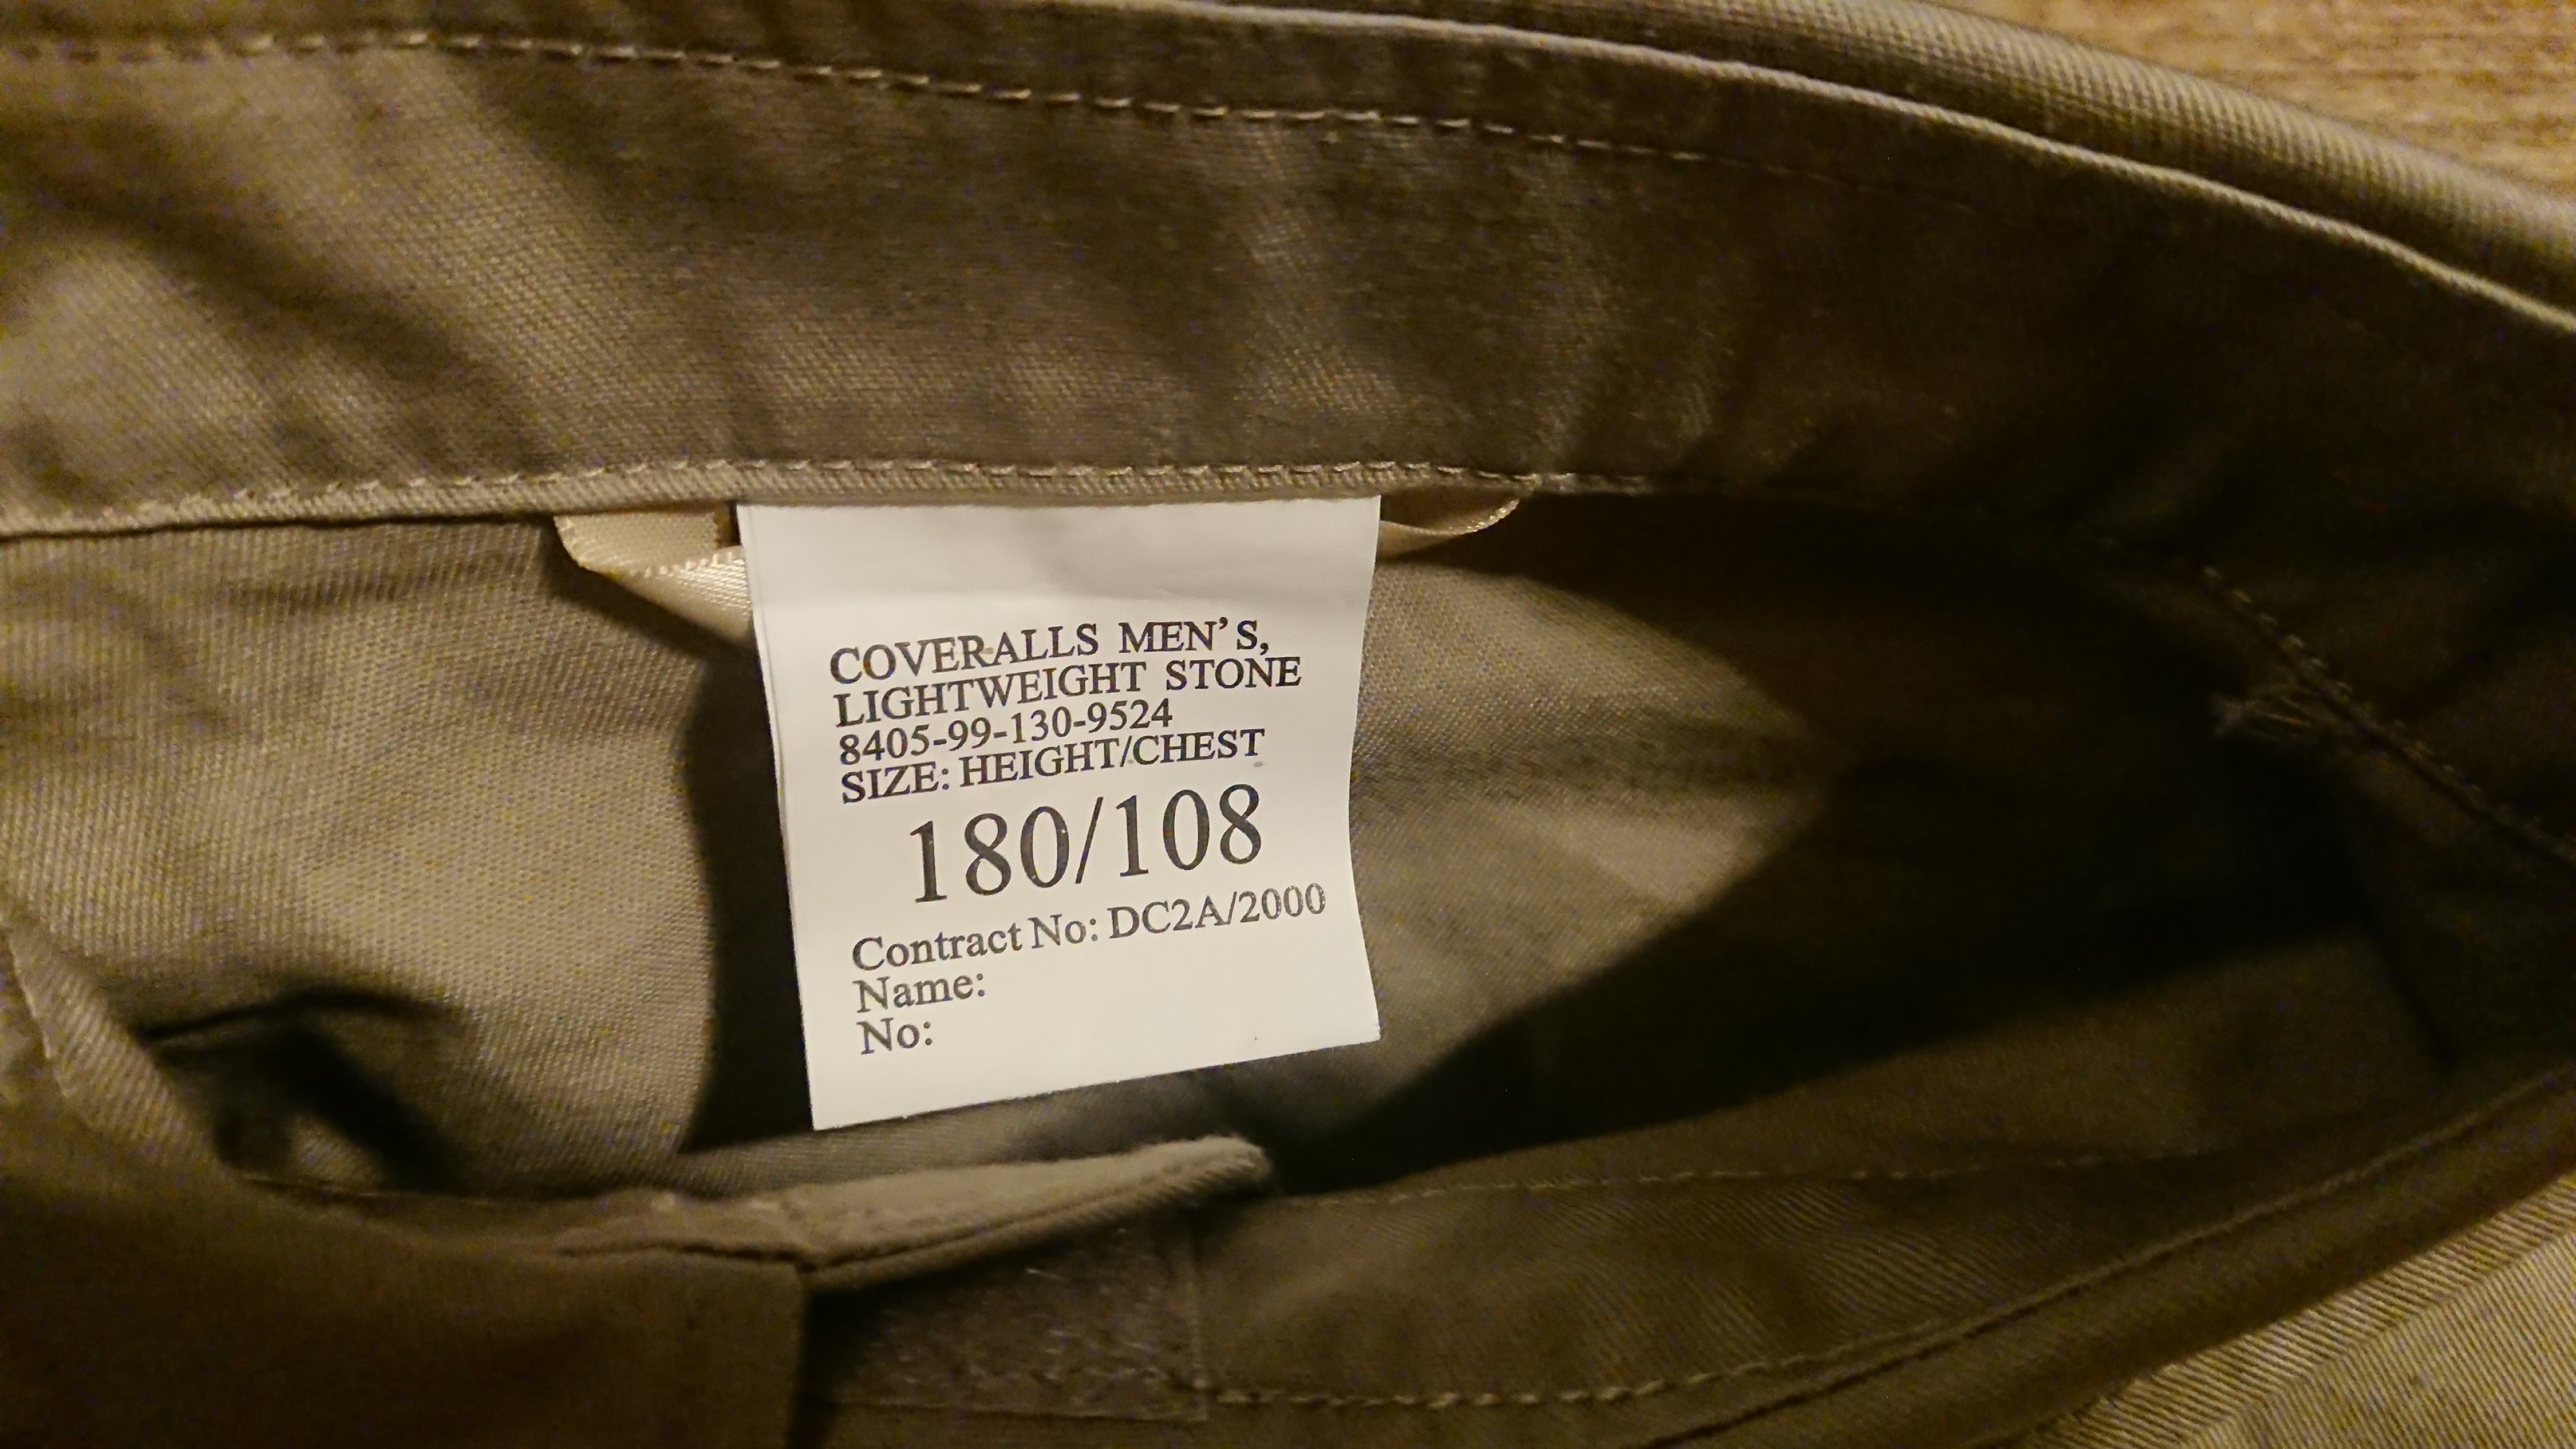 COVERALLS MEN'S,
LIGHTWEIGHT STONE
8405-99-130-9524
SIZE: HEIGHT/CHEST
180/108
Contract No: DC2A/2000
Name:
No: